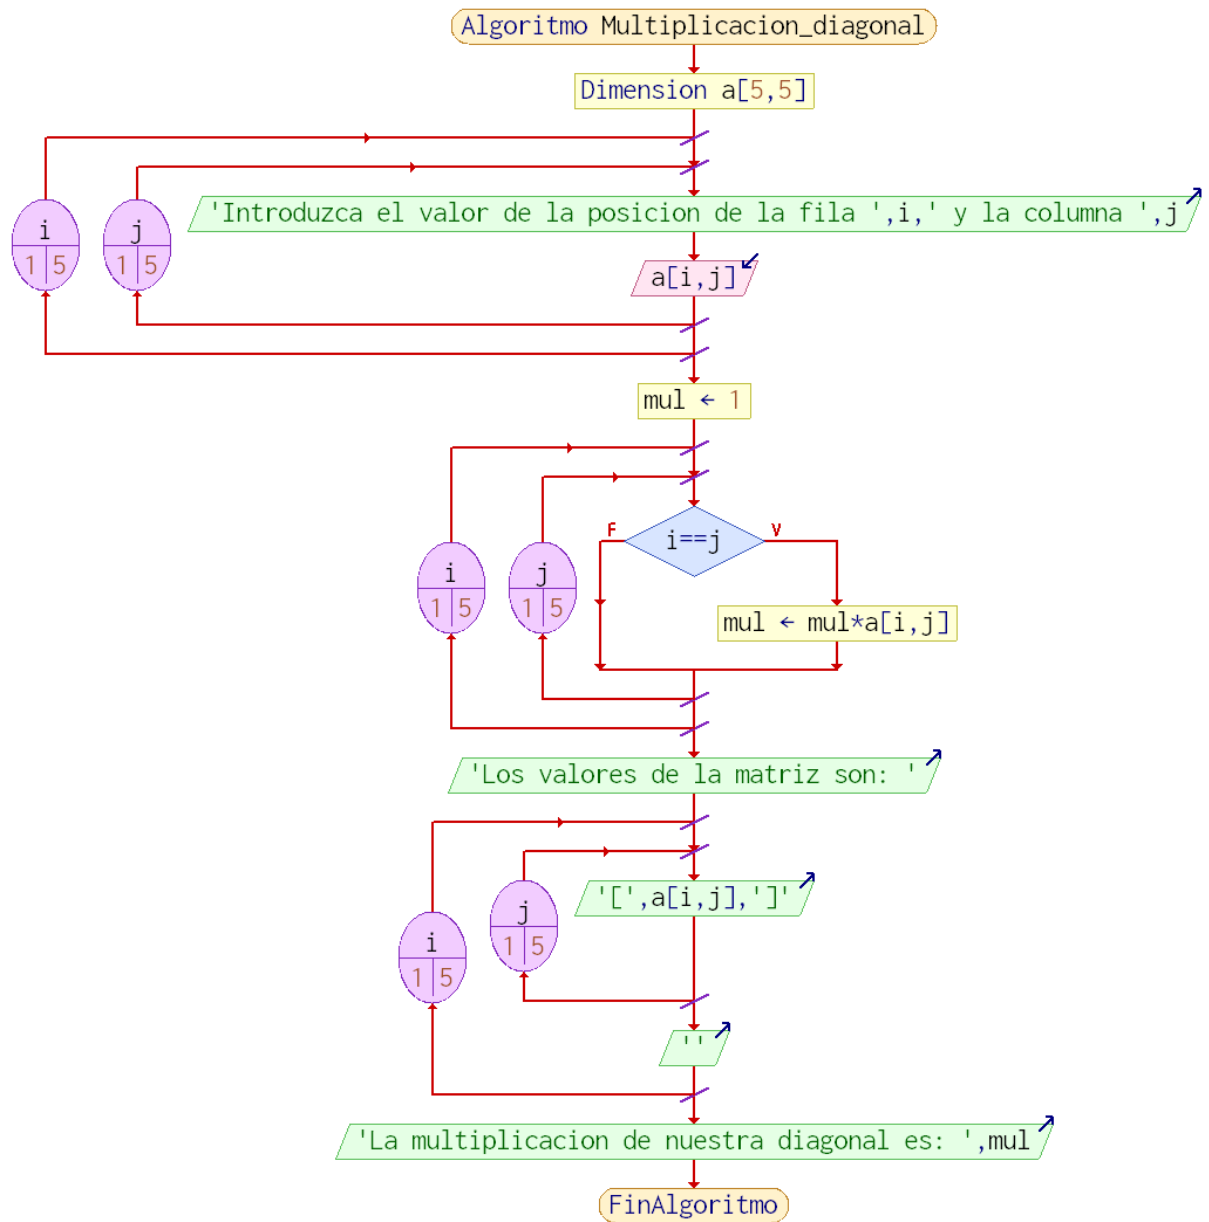 Algoritmo Multiplicacion_diagonal
Dimension a[5,5]
i
1 5
j
1 5
'Introduzca el valor de la posicion de la fila ',i,' y la columna ',j
a[i,j]
mul ← 1
i
1 5
j
1 5
F
i==j
V
mul ← mul*a[i,j]
'Los valores de la matriz son: '
i
1 5
j
1 5
'[',a[i,j],']'
''
'La multiplicacion de nuestra diagonal es: ',mul
FinAlgoritmo